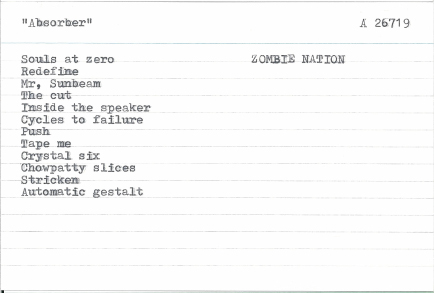 "Absorber" A 26719
Souls at zero ZOMBIE NATION
Redefine
Mr, Sunbeam
The cut
Inside the speaker
Cycles to failure
Push
Tape me
Crystal six
Chowpatty slices
Stricken
Automatic gestalt